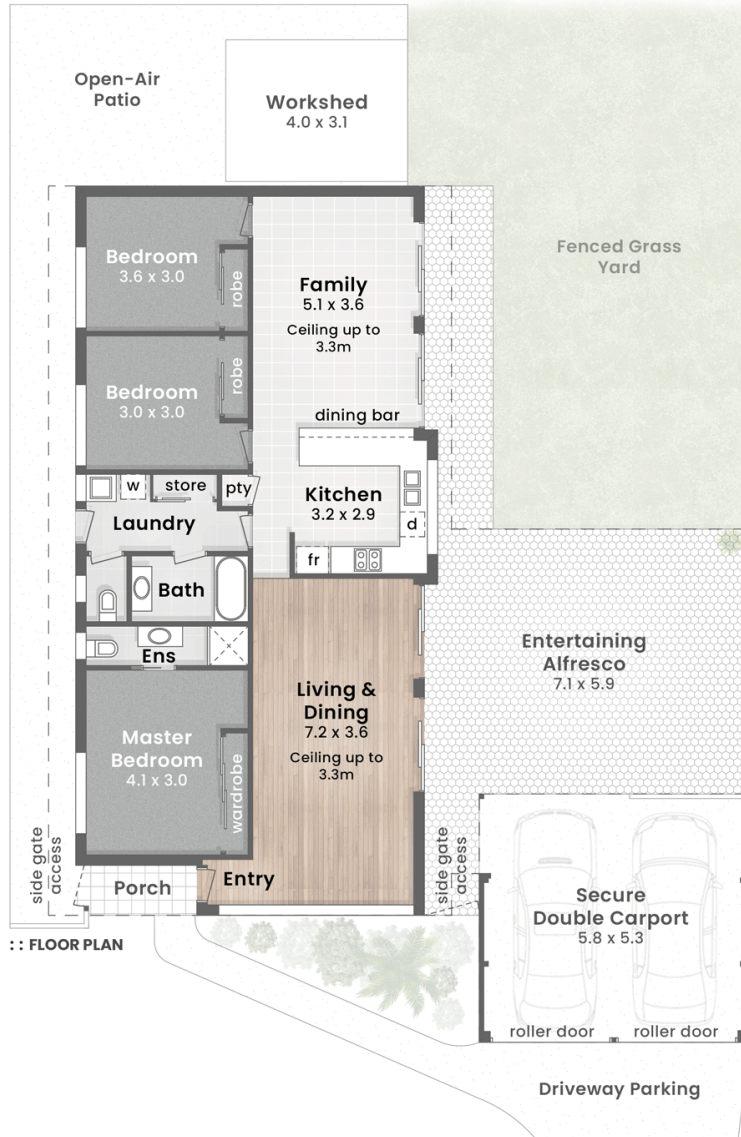 Open-Air
Patio
Workshed
4.0 x 3.1
Fenced Grass
Yard
Bedroom
3.6 x 3.0
robe
Family
5.1 x 3.6
Ceiling up to
3.3m
Bedroom
3.0 x 3.0
robe
dining bar
w
store
pty
Kitchen
3.2 x 2.9
Laundry
d
fr
Bath
Ens
Entertaining
Alfresco
7.1 x 5.9
Living &
Dining
7.2 x 3.6
Ceiling up to
3.3m
Master
Bedroom
4.1 x 3.0
wardrobe
side gate
access
side gate
access
Porch
Entry
Secure
Double Carport
5.8 x 5.3
:: FLOOR PLAN
roller door
roller door
Driveway Parking